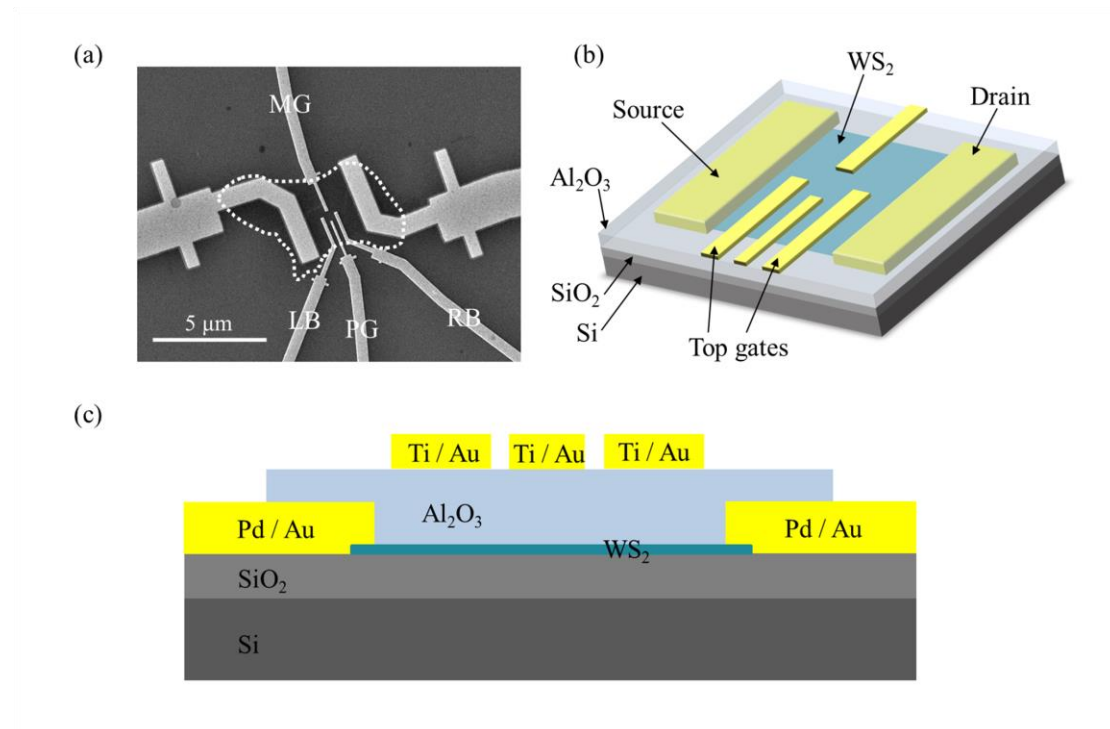 (a)
MG
LB
PG
RB
5 μm
(b)
WS₂
Source
Drain
Al₂O₃
SiO₂
Si
Top gates
(c)
Ti / Au
Ti / Au
Ti / Au
Pd / Au
Al₂O₃
Pd / Au
WS₂
SiO₂
Si